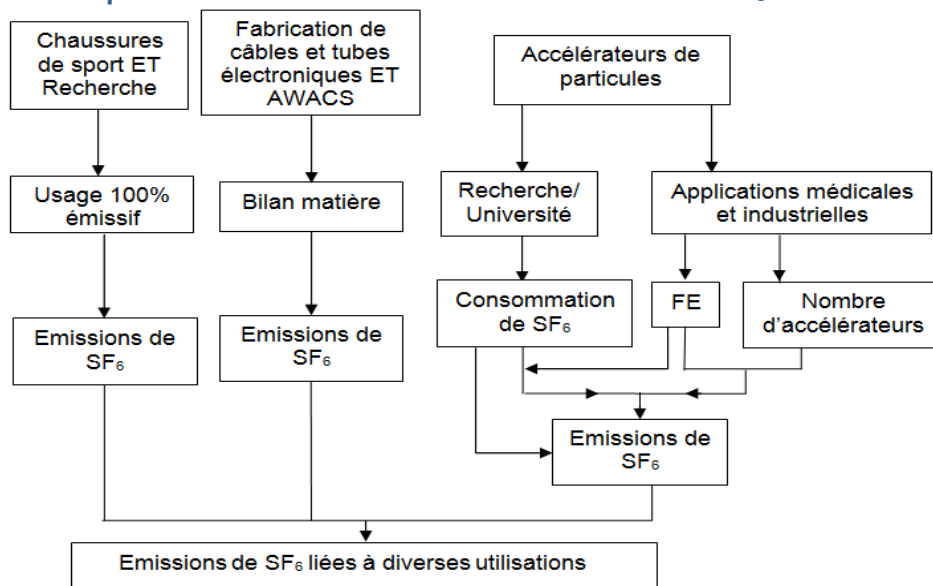 Chaussures
de sport ET
Recherche
Fabrication de
câbles et tubes
électroniques ET
AWACS
Accélérateurs de
particules
Usage 100%
émissif
Bilan matière
Recherche/
Université
Applications médicales
et industrielles
Emissions de
SF₆
Emissions de
SF₆
Consommation
de SF₆
FE
Nombre
d'accélérateurs
Emissions de
SF₆
Emissions de SF₆ liées à diverses utilisations